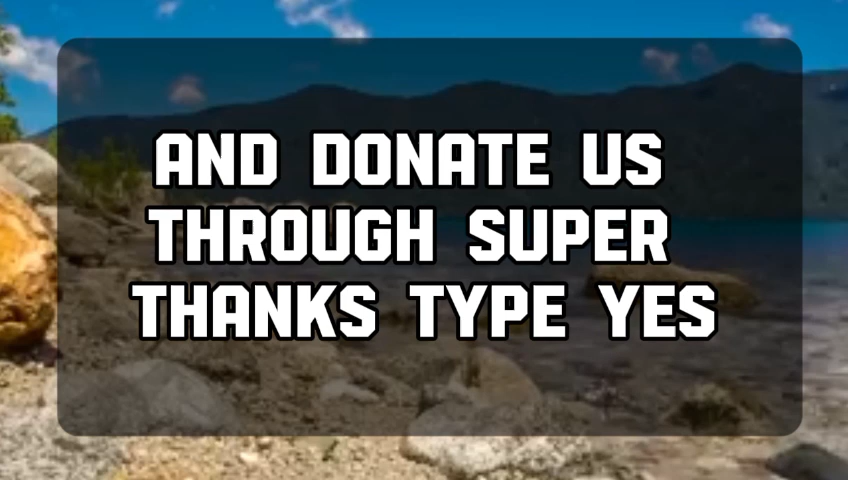 AND DONATE US
THROUGH SUPER
THANKS TYPE YES